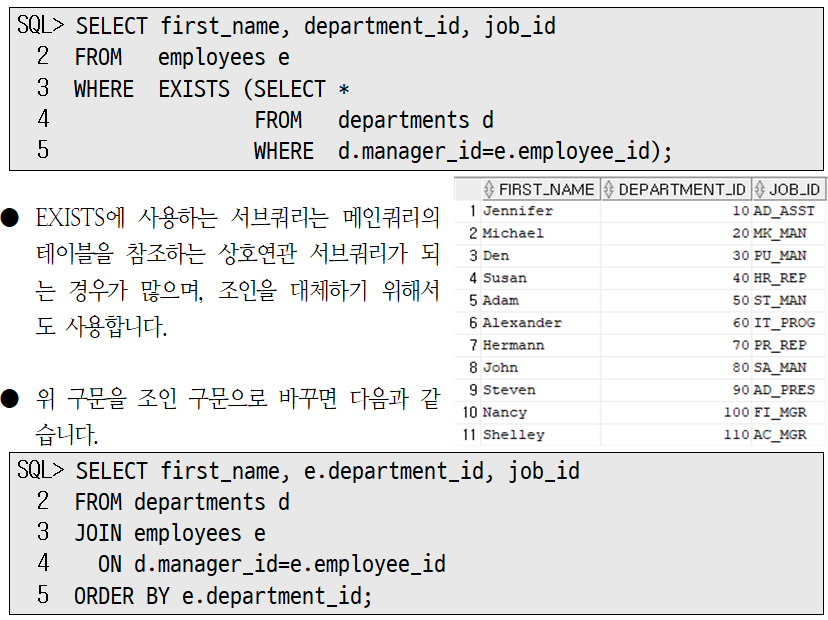 SQL> SELECT first_name, department_id, job_id
2 FROM employees e
3 WHERE EXISTS (SELECT *
4 FROM departments d
5 WHERE d.manager_id=e.employee_id);
● EXISTS에 사용하는 서브쿼리는 메인쿼리의
테이블을 참조하는 상호연관 서브쿼리가 되
는 경우가 많으며, 조인을 대체하기 위해서
도 사용합니다.
● 위 구문을 조인 구문으로 바꾸면 다음과 같
습니다.
FIRST_NAME DEPARTMENT_ID JOB_ID
1 Jennifer 10 AD_ASST
2 Michael 20 MK_MAN
3 Den 30 PU_MAN
4 Susan 40 HR_REP
5 Adam 50 ST_MAN
6 Alexander 60 IT_PROG
7 Hermann 70 PR_REP
8 John 80 SA_MAN
9 Steven 90 AD_PRES
10 Nancy 100 FI_MGR
11 Shelley 110 AC_MGR
SQL> SELECT first_name, e.department_id, job_id
2 FROM departments d
3 JOIN employees e
4 ON d.manager_id=e.employee_id
5 ORDER BY e.department_id;